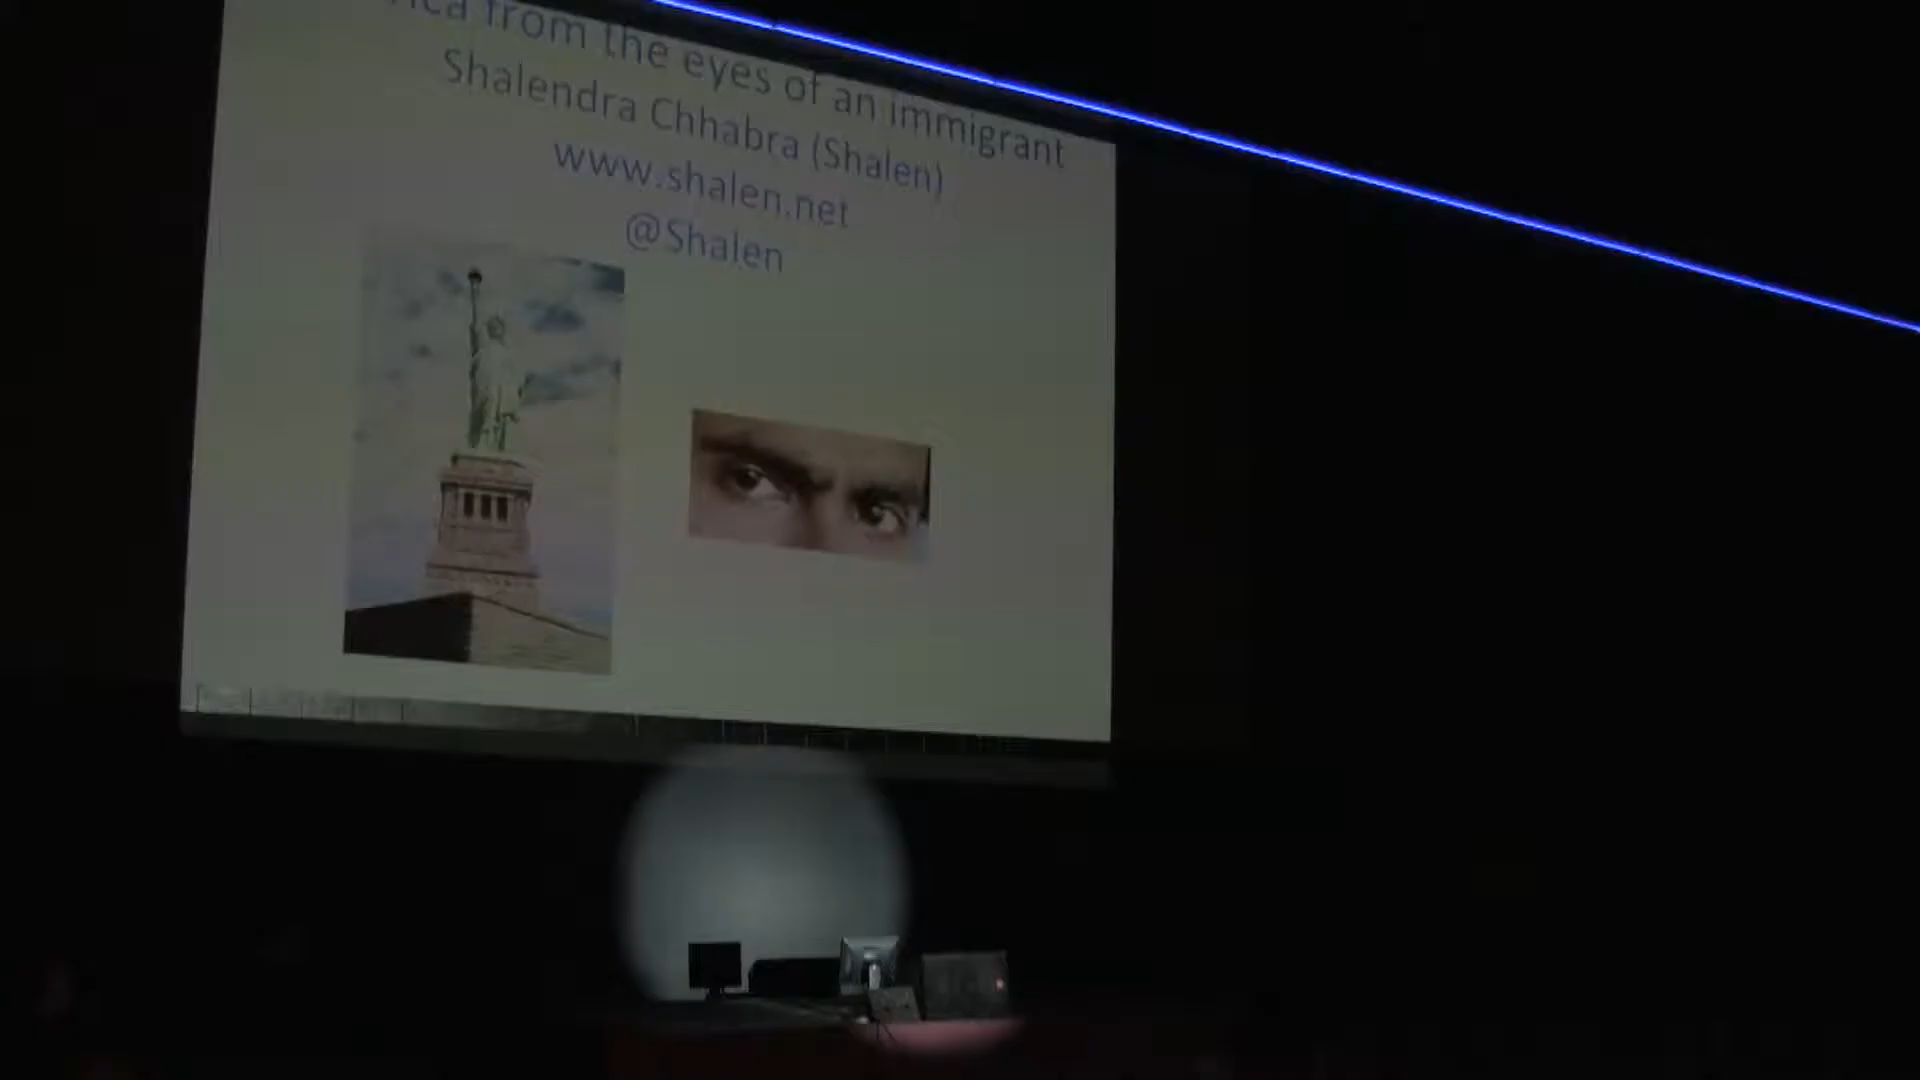 from the eyes of an immigrant
Shalendra Chhabra (Shalen)
www.shalen.net
@Shalen